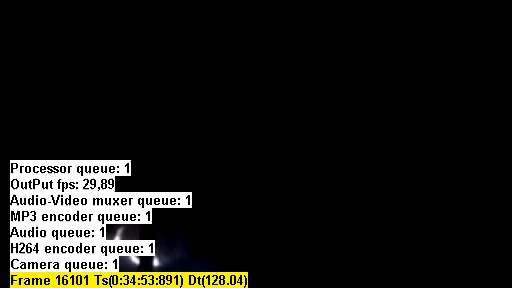 Processor queue: 1
OutPut fps: 29,89
Audio-Video muxer queue: 1
MP3 encoder queue: 1
Audio queue: 1
H264 encoder queue: 1
Camera queue: 1
Frame 16101 Ts(0:34:53:891) Dt(128.04)